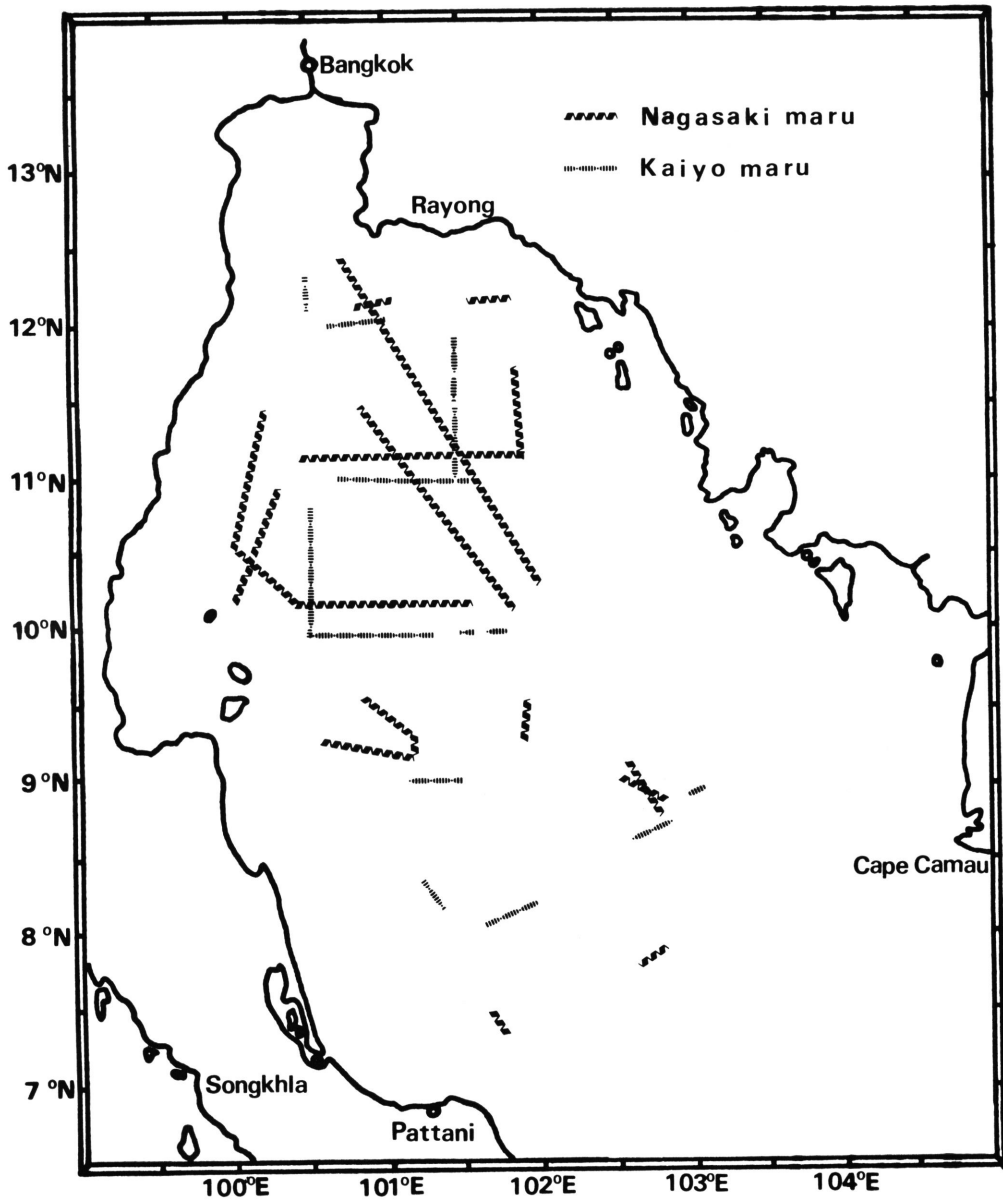 Bangkok
Nagasaki maru
Kaiyo maru
13°N
Rayong
12°N
11°N
10°N
9°N
Cape Camau
8°N
7°N
Songkhla
Pattani
100°E
101°E
102°E
103°E
104°E